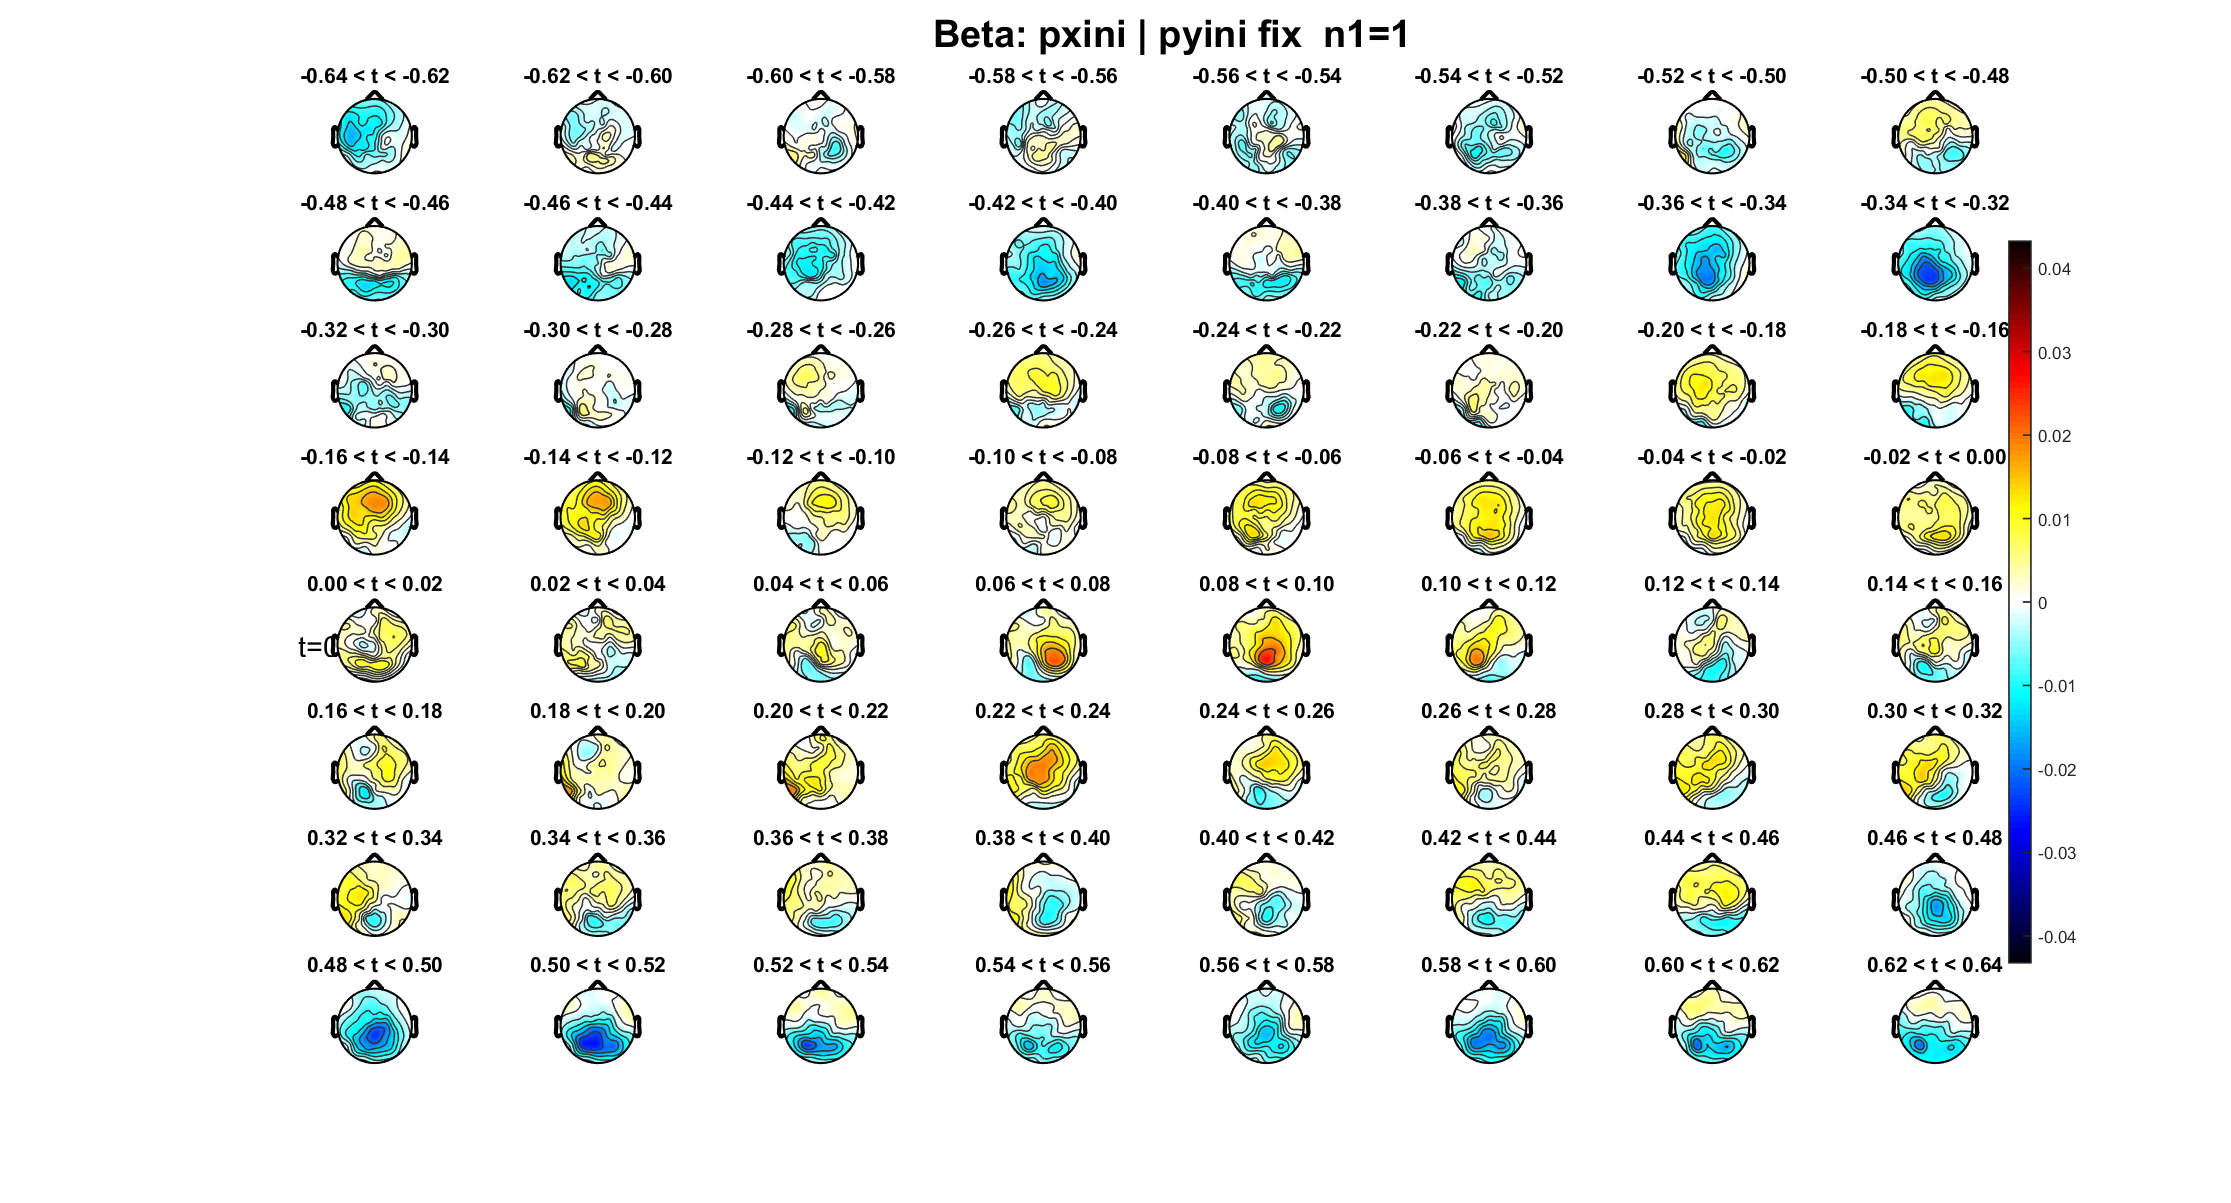 Beta: pxini | pyini fix  n1=1
-0.64 < t < -0.62 -0.62 < t < -0.60 -0.60 < t < -0.58 -0.58 < t < -0.56 -0.56 < t < -0.54 -0.54 < t < -0.52 -0.52 < t < -0.50 -0.50 < t < -0.48
-0.48 < t < -0.46 -0.46 < t < -0.44 -0.44 < t < -0.42 -0.42 < t < -0.40 -0.40 < t < -0.38 -0.38 < t < -0.36 -0.36 < t < -0.34 -0.34 < t < -0.32
-0.32 < t < -0.30 -0.30 < t < -0.28 -0.28 < t < -0.26 -0.26 < t < -0.24 -0.24 < t < -0.22 -0.22 < t < -0.20 -0.20 < t < -0.18 -0.18 < t < -0.16
-0.16 < t < -0.14 -0.14 < t < -0.12 -0.12 < t < -0.10 -0.10 < t < -0.08 -0.08 < t < -0.06 -0.06 < t < -0.04 -0.04 < t < -0.02 -0.02 < t < 0.00
0.00 < t < 0.02 0.02 < t < 0.04 0.04 < t < 0.06 0.06 < t < 0.08 0.08 < t < 0.10 0.10 < t < 0.12 0.12 < t < 0.14 0.14 < t < 0.16
t=0
0.16 < t < 0.18 0.18 < t < 0.20 0.20 < t < 0.22 0.22 < t < 0.24 0.24 < t < 0.26 0.26 < t < 0.28 0.28 < t < 0.30 0.30 < t < 0.32
0.32 < t < 0.34 0.34 < t < 0.36 0.36 < t < 0.38 0.38 < t < 0.40 0.40 < t < 0.42 0.42 < t < 0.44 0.44 < t < 0.46 0.46 < t < 0.48
0.48 < t < 0.50 0.50 < t < 0.52 0.52 < t < 0.54 0.54 < t < 0.56 0.56 < t < 0.58 0.58 < t < 0.60 0.60 < t < 0.62 0.62 < t < 0.64
0.04
0.03
0.02
0.01
0
-0.01
-0.02
-0.03
-0.04